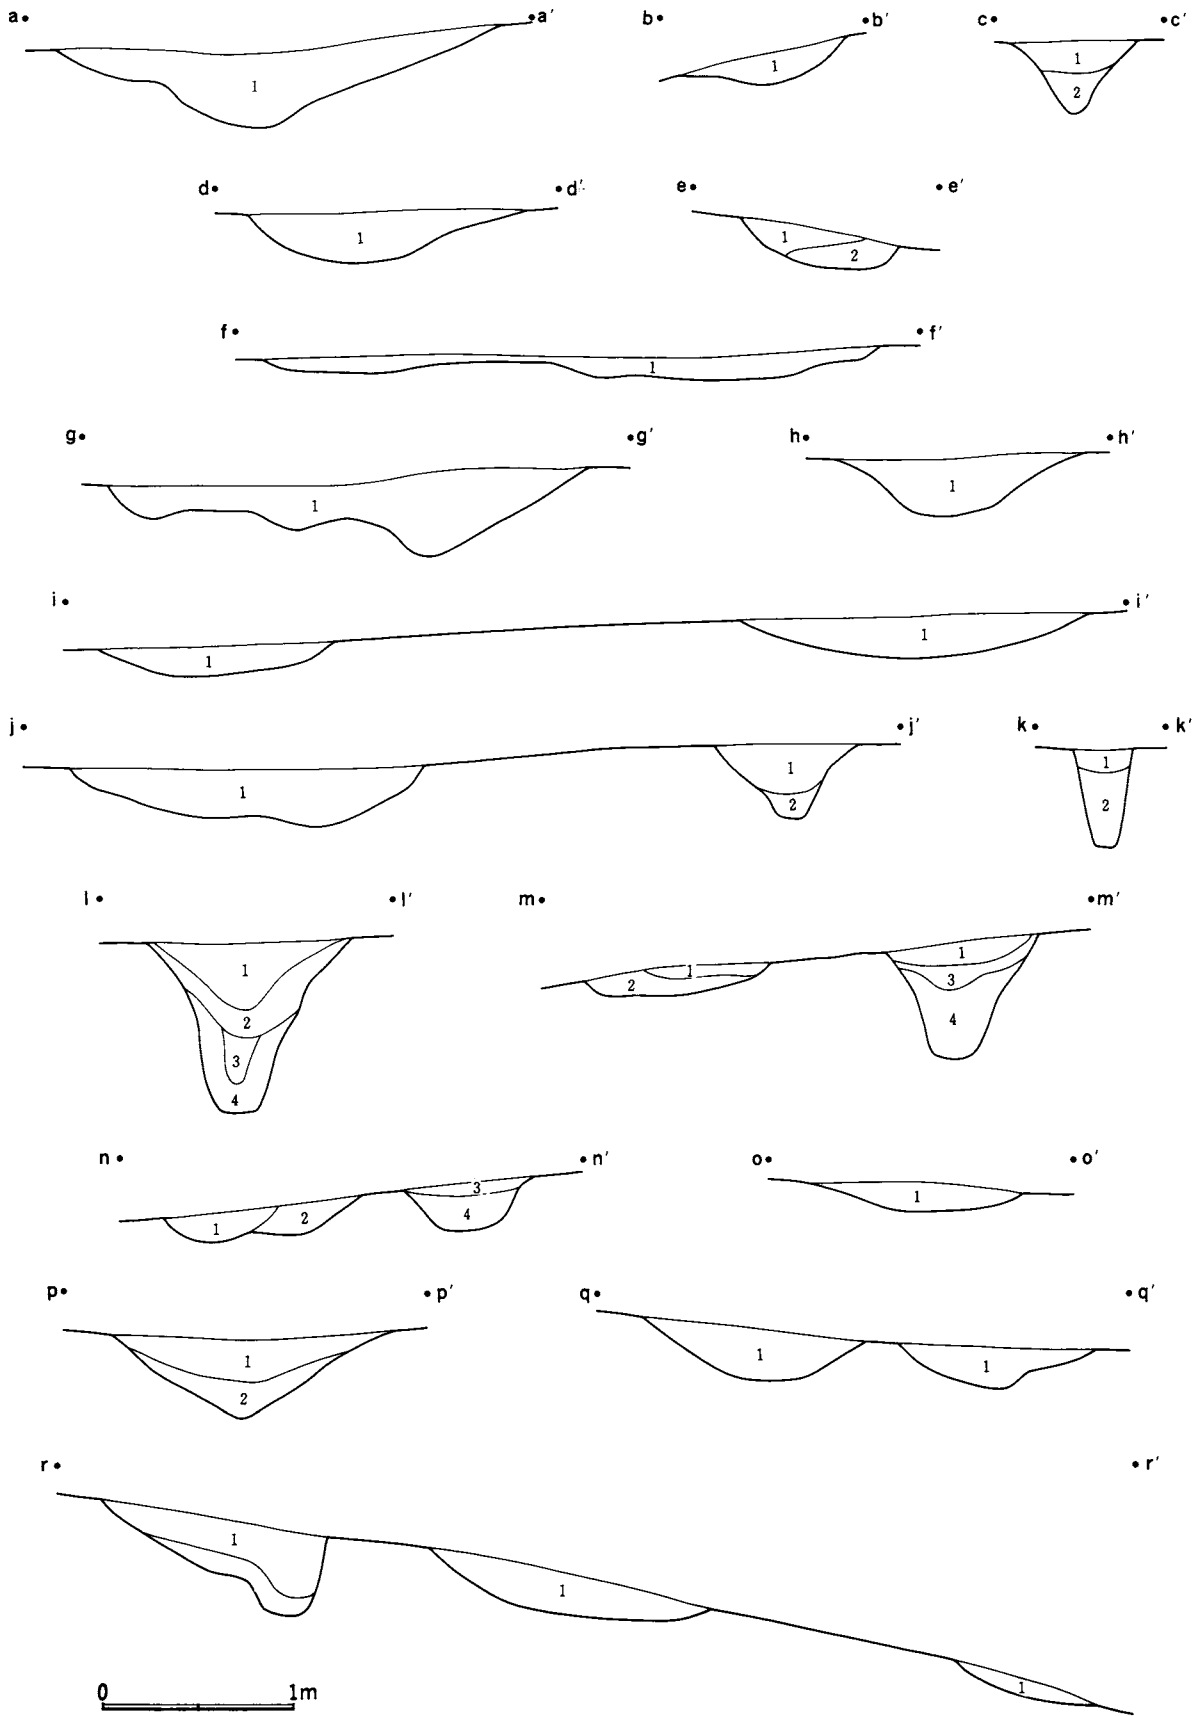 a a′ b b′ c c′
1 1 1
2
d d′ e e′
1 1 2
f f′
1
g g′ h h′
1 1
i i′
1 1
j j′ k k′
1 1 2 1 2
l l′ m m′
1 2 3 4 1 2 1 3 4
n n′ o o′
1 2 3 4 1
p p′ q q′
1 2 1 1
r r′
1 1 1
0 1m